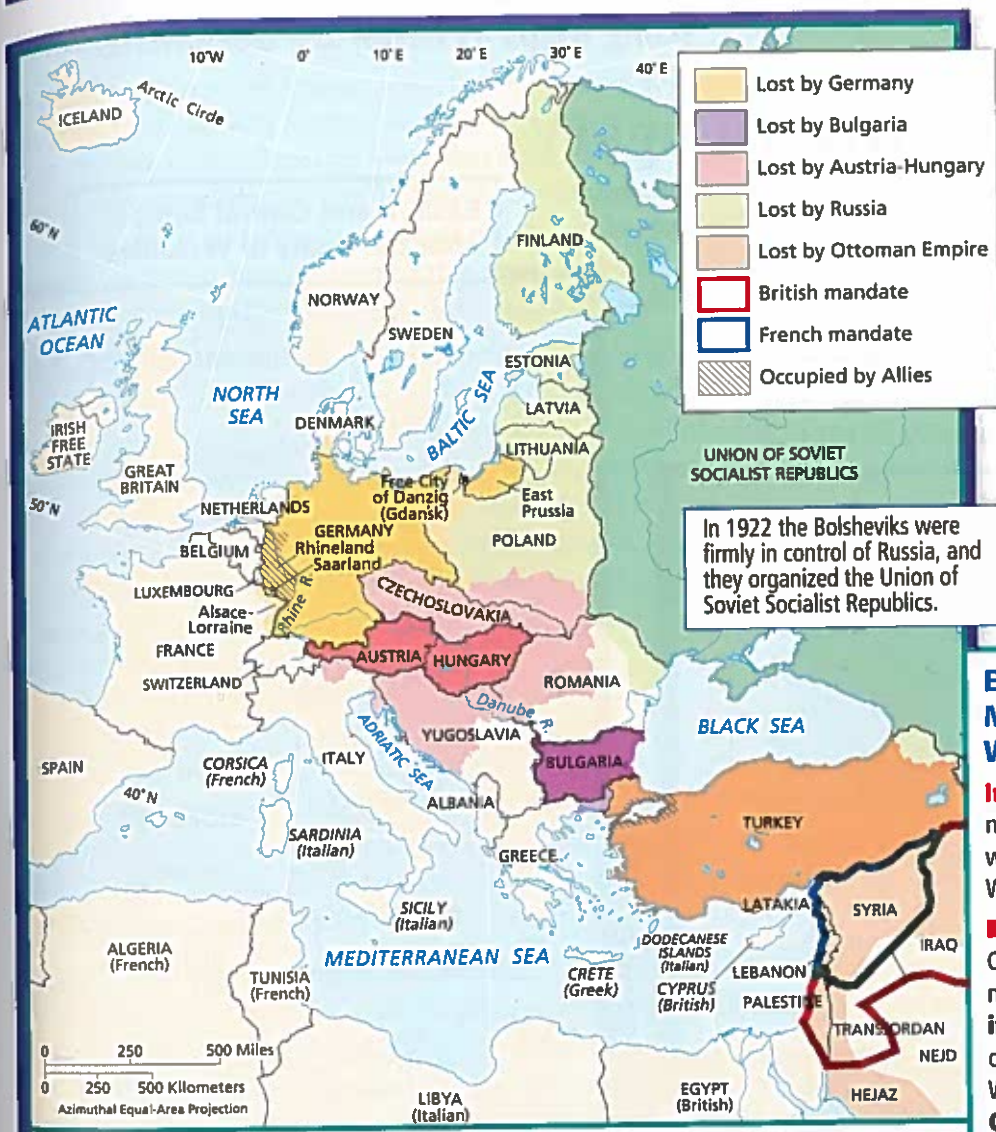 10°W
0°
10°E
20°E
30°E
40°E
Arctic Circle
ICELAND
60°N
FINLAND
NORWAY
SWEDEN
ATLANTIC
OCEAN
NORTH
SEA
BALTIC SEA
ESTONIA
LATVIA
LITHUANIA
DENMARK
IRISH
FREE
STATE
GREAT
BRITAIN
50°N
NETHERLANDS
Free City
of Danzig
(Gdańsk)
East
Prussia
GERMANY
Rhineland
Saarland
POLAND
BELGIUM
LUXEMBOURG
Rhine R.
Alsace-
Lorraine
CZECHOSLOVAKIA
FRANCE
AUSTRIA
HUNGARY
SWITZERLAND
ROMANIA
Danube R.
YUGOSLAVIA
BLACK SEA
ADRIATIC SEA
SPAIN
CORSICA
(French)
ITALY
BULGARIA
40°N
ALBANIA
SARDINIA
(Italian)
TURKEY
GREECE
SICILY
(Italian)
LATAKIA
SYRIA
ALGERIA
(French)
MEDITERRANEAN SEA
DODECANESE
ISLANDS
(Italian)
IRAQ
TUNISIA
(French)
CRETE
(Greek)
CYPRUS
(British)
LEBANON
PALESTINE
TRANSJORDAN
NEJD
HEJAZ
EGYPT
(British)
LIBYA
(Italian)
0 250 500 Miles
0 250 500 Kilometers
Azimuthal Equal-Area Projection
Lost by Germany
Lost by Bulgaria
Lost by Austria-Hungary
Lost by Russia
Lost by Ottoman Empire
British mandate
French mandate
Occupied by Allies
UNION OF SOVIET
SOCIALIST REPUBLICS
In 1922 the Bolsheviks were
firmly in control of Russia, and
they organized the Union of
Soviet Socialist Republics.